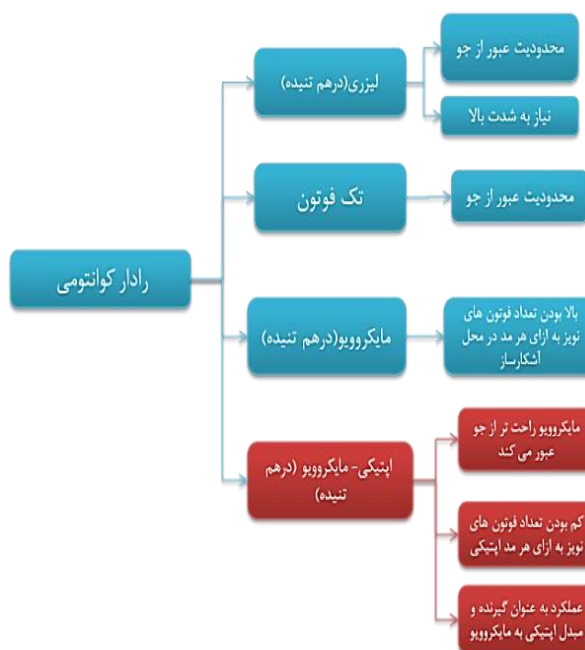 رادار کوانتومی
لیزری(درهم تنیده)
محدودیت عبور از جو
نیاز به شدت بالا
تک فوتون
محدودیت عبور از جو
مایکروویو(درهم تنیده)
بالا بودن تعداد فوتون های
نویز به ازای هر مد در محل
آشکارساز
اپتیکی- مایکروویو (درهم
تنیده)
مایکروویو راحت تر از جو
عبور می کند
کم بودن تعداد فوتون های
نویز به ازای هر مد اپتیکی
عملکرد به عنوان گیرنده و
مبدل اپتیکی به مایکروویو